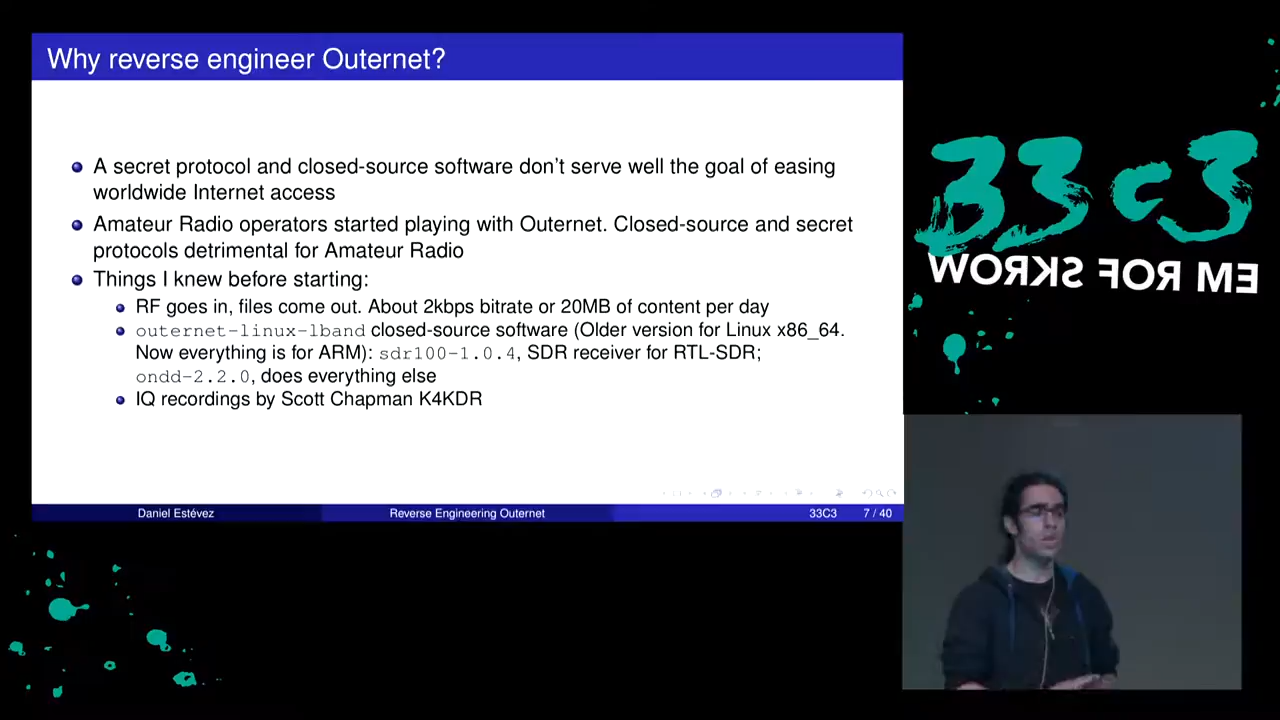 Why reverse engineer Outernet?
A secret protocol and closed-source software don't serve well the goal of easing
worldwide Internet access
Amateur Radio operators started playing with Outernet. Closed-source and secret
protocols detrimental for Amateur Radio
Things I knew before starting:
RF goes in, files come out. About 2kbps bitrate or 20MB of content per day
outernet-linux-lband closed-source software (Older version for Linux x86_64.
Now everything is for ARM): sdr100-1.0.4, SDR receiver for RTL-SDR;
ondd-2.2.0, does everything else
IQ recordings by Scott Chapman K4KDR
Daniel Estévez Reverse Engineering Outernet 33C3 7 / 40
33C3
WORKS FOR ME